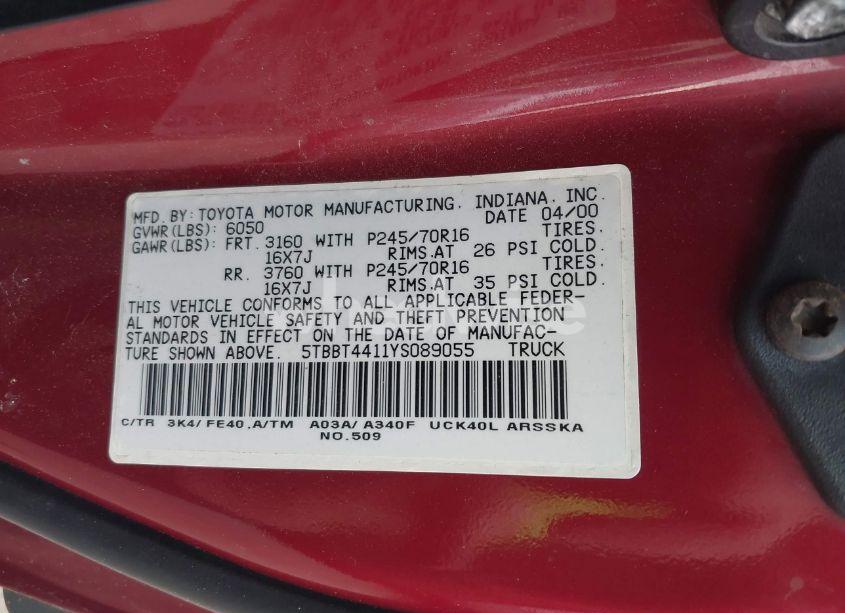 MFD. BY: TOYOTA MOTOR MANUFACTURING. INDIANA. INC.
GVWR(LBS): 6050 DATE 04/00
GAWR(LBS): FRT. 3160 WITH P245/70R16 TIRES.
16X7J RIMS.AT 26 PSI COLD.
RR. 3760 WITH P245/70R16 TIRES.
16X7J RIMS.AT 35 PSI COLD.
THIS VEHICLE CONFORMS TO ALL APPLICABLE FEDER-
AL MOTOR VEHICLE SAFETY AND THEFT PREVENTION
STANDARDS IN EFFECT ON THE DATE OF MANUFAC-
TURE SHOWN ABOVE. 5TBBT4411YS089055 TRUCK
C/TR 3K4/ FE40 ,A/TM A03A/ A340F UCK40L ARSSKA
NO.509